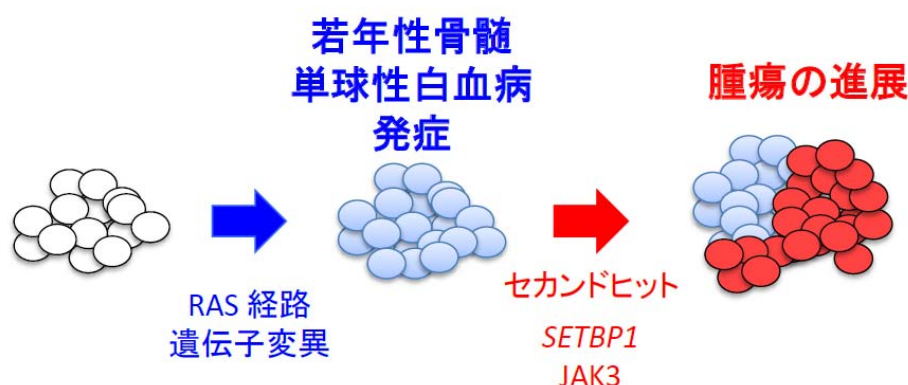 若年性骨髄
単球性白血病
発症
腫瘍の進展
RAS 経路
遺伝子変異
セカンドヒット
SETBP1
JAK3